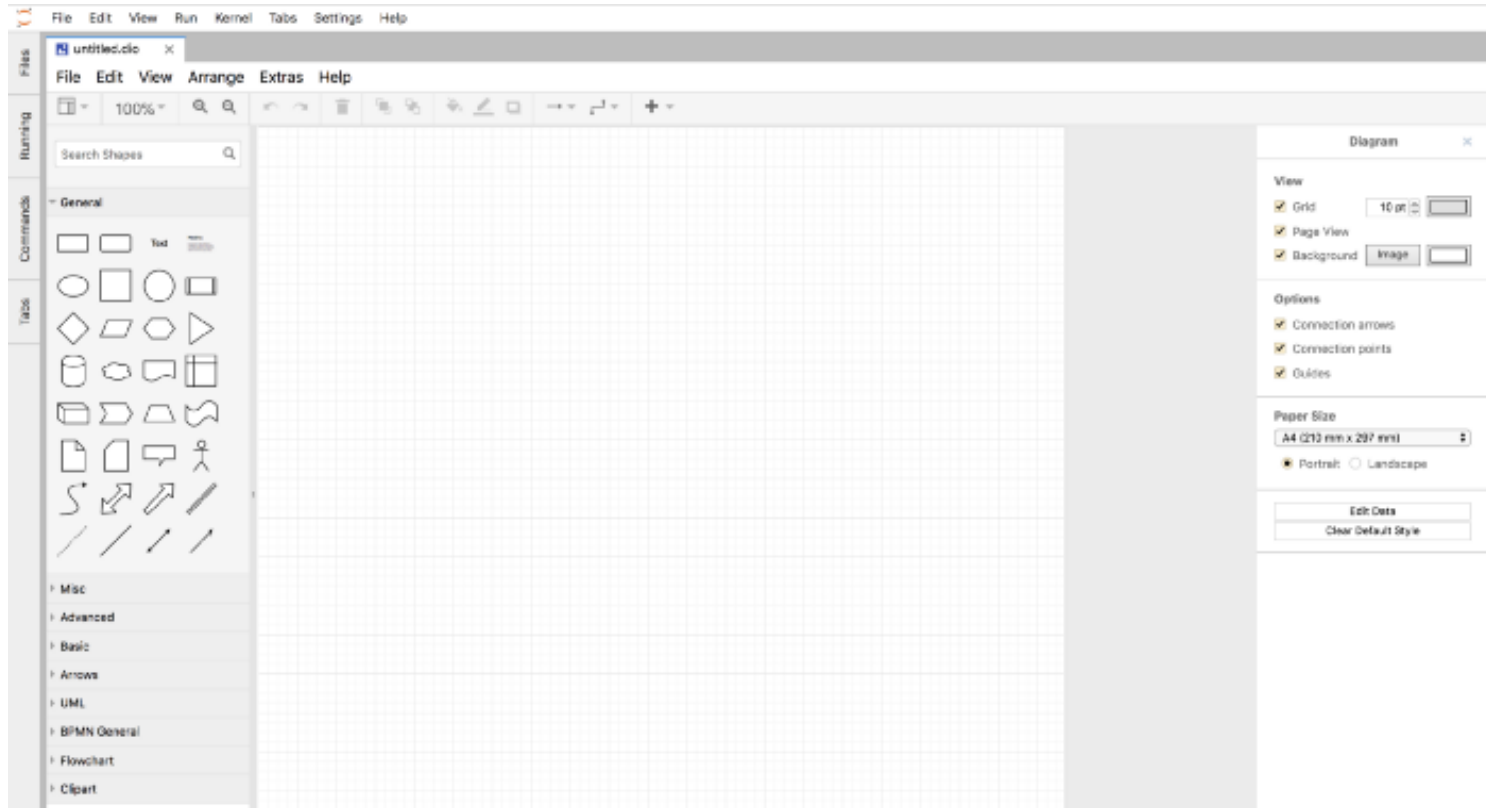 File Edit View Run Kernel Tabs Settings Help
Files
Running
Commands
Tabs
untitled.dio
File Edit View Arrange Extras Help
100%
Search Shapes
General
Text
Misc
Advanced
Basic
Arrows
UML
BPMN General
Flowchart
Clipart
Diagram
View
Grid 10 pt
Page View
Background Image
Options
Connection arrows
Connection points
Guides
Paper Size
A4 (210 mm x 297 mm)
Portrait Landscape
Edit Data
Clear Default Style